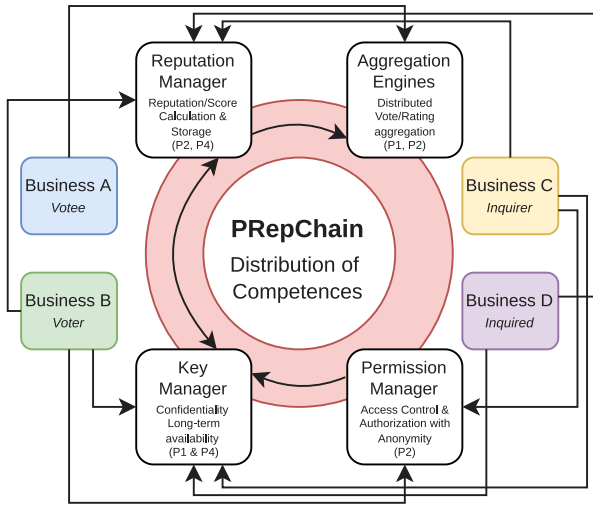 Reputation
Manager
Reputation/Score
Calculation &
Storage
(P2, P4)
Aggregation
Engines
Distributed
Vote/Rating
aggregation
(P1, P2)
Business A
Votee
Business C
Inquirer
PRepChain
Distribution of
Competences
Business B
Voter
Business D
Inquired
Key
Manager
Confidentiality
Long-term
availability
(P1 & P4)
Permission
Manager
Access Control &
Authorization with
Anonymity
(P2)